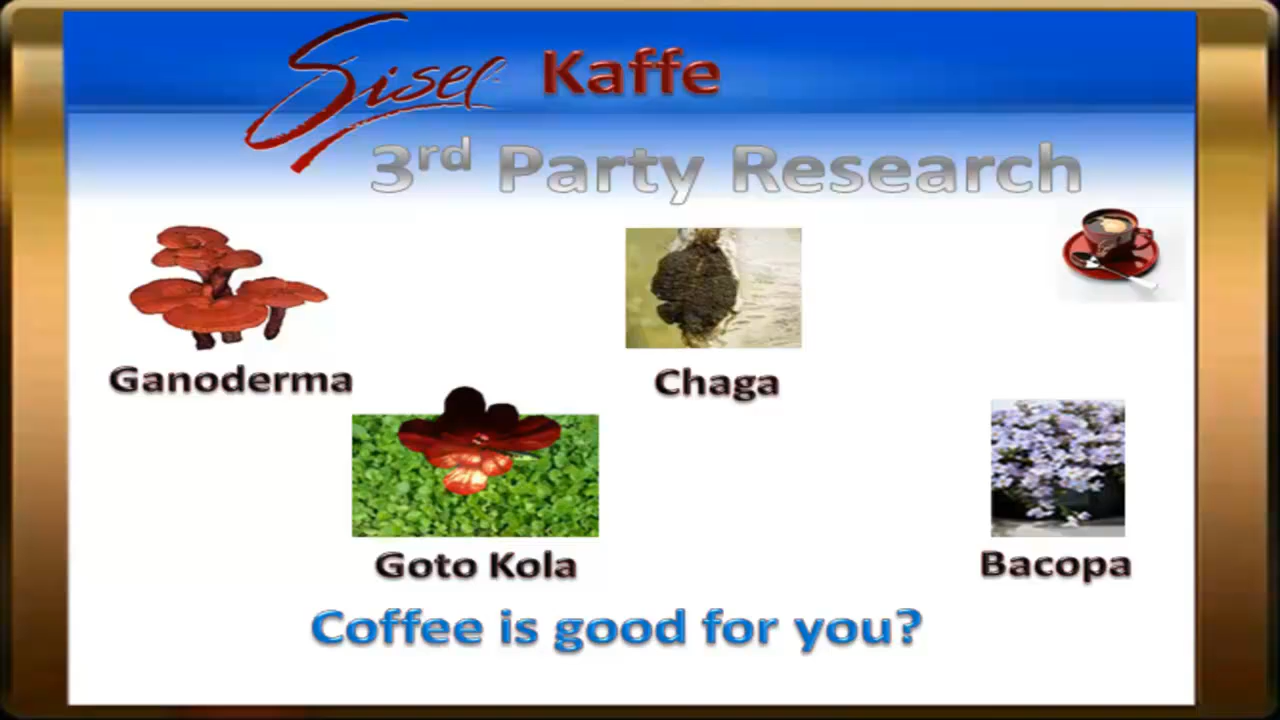 Sisel Kaffe
3rd Party Research
Ganoderma
Chaga
Goto Kola
Bacopa
Coffee is good for you?